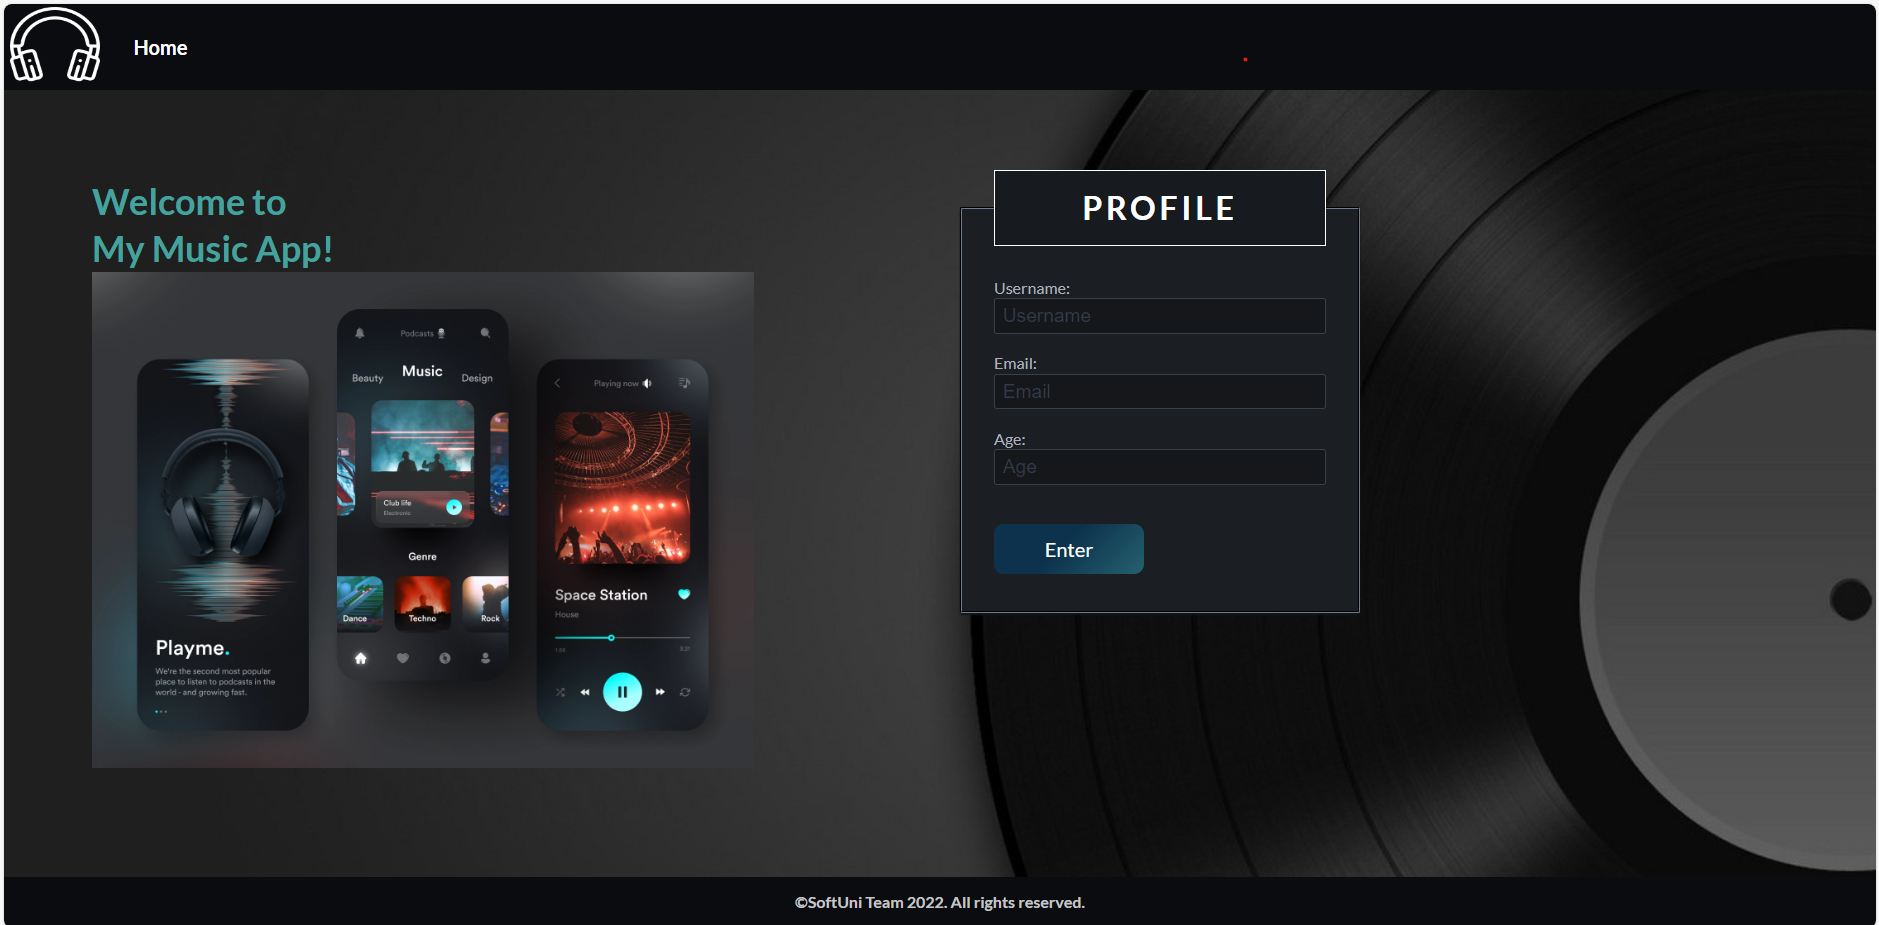 Home
Welcome to
My Music App!
Playme.
We're the second most popular
place to listen to podcasts in the
world - and growing fast.
Podcasts
Beauty
Music
Design
Club life
Electronic
Genre
Dance
Techno
Rock
Playing now
Space Station
House
PROFILE
Username:
Username
Email:
Email
Age:
Age
Enter
©SoftUni Team 2022. All rights reserved.